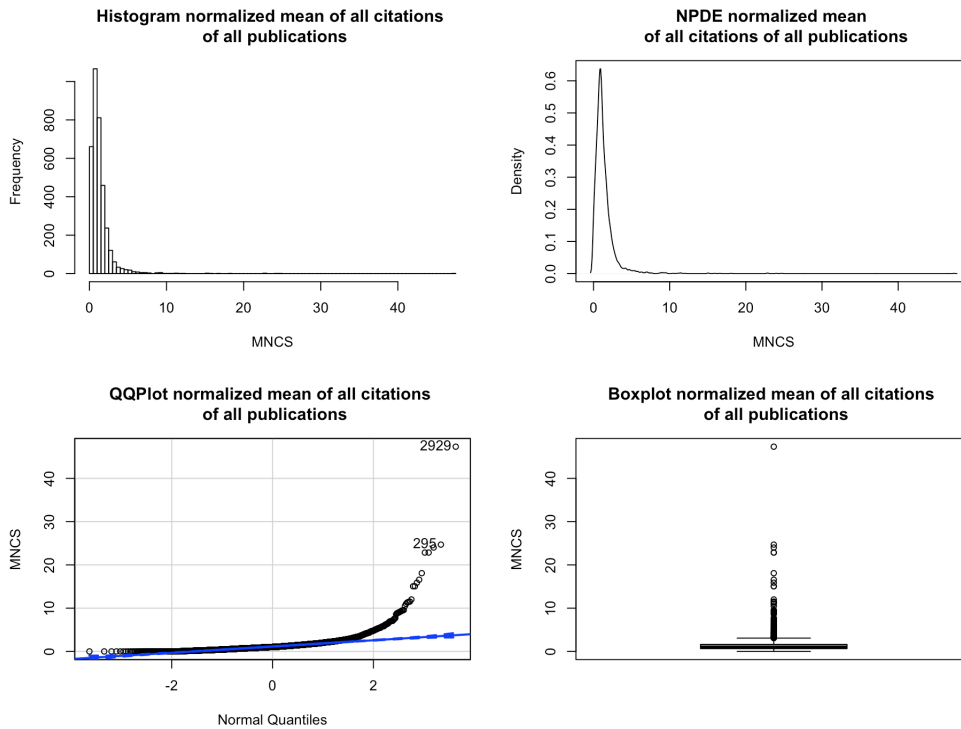 Histogram normalized mean of all citations
of all publications
Frequency
0 200 400 600 800
0 10 20 30 40
MNCS
NPDE normalized mean
of all citations of all publications
Density
0.0 0.1 0.2 0.3 0.4 0.5 0.6
0 10 20 30 40
MNCS
QQPlot normalized mean of all citations
of all publications
MNCS
0 10 20 30 40
2929
295
-2 0 2
Normal Quantiles
Boxplot normalized mean of all citations
of all publications
MNCS
0 10 20 30 40